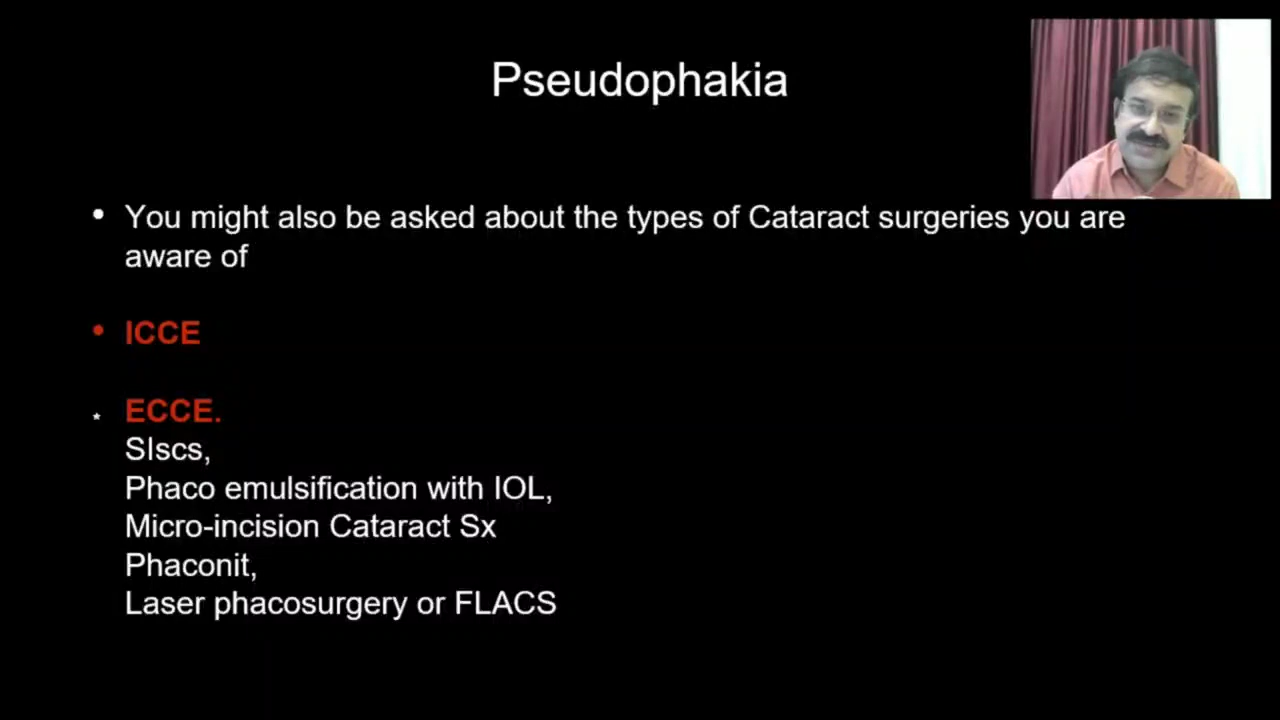 Pseudophakia
You might also be asked about the types of Cataract surgeries you are
aware of
ICCE
ECCE.
SIscs,
Phaco emulsification with IOL,
Micro-incision Cataract Sx
Phaconit,
Laser phacosurgery or FLACS